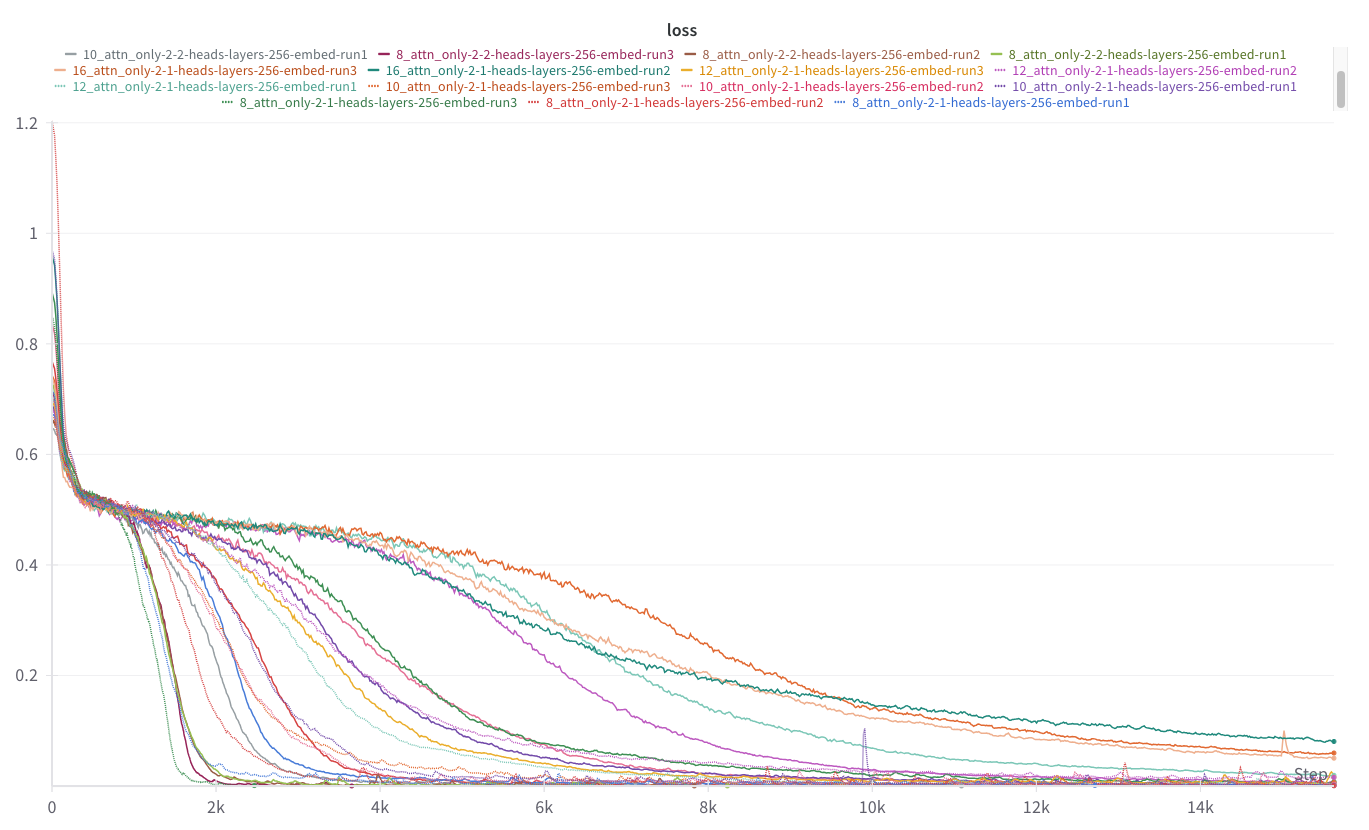 loss
10_attn_only-2-2-heads-layers-256-embed-run1 8_attn_only-2-2-heads-layers-256-embed-run3 8_attn_only-2-2-heads-layers-256-embed-run2 8_attn_only-2-2-heads-layers-256-embed-run1
16_attn_only-2-1-heads-layers-256-embed-run3 16_attn_only-2-1-heads-layers-256-embed-run2 12_attn_only-2-1-heads-layers-256-embed-run3 12_attn_only-2-1-heads-layers-256-embed-run2
12_attn_only-2-1-heads-layers-256-embed-run1 10_attn_only-2-1-heads-layers-256-embed-run3 10_attn_only-2-1-heads-layers-256-embed-run2 10_attn_only-2-1-heads-layers-256-embed-run1
8_attn_only-2-1-heads-layers-256-embed-run3 8_attn_only-2-1-heads-layers-256-embed-run2 8_attn_only-2-1-heads-layers-256-embed-run1
1.2
1
0.8
0.6
0.4
0.2
Step
0 2k 4k 6k 8k 10k 12k 14k